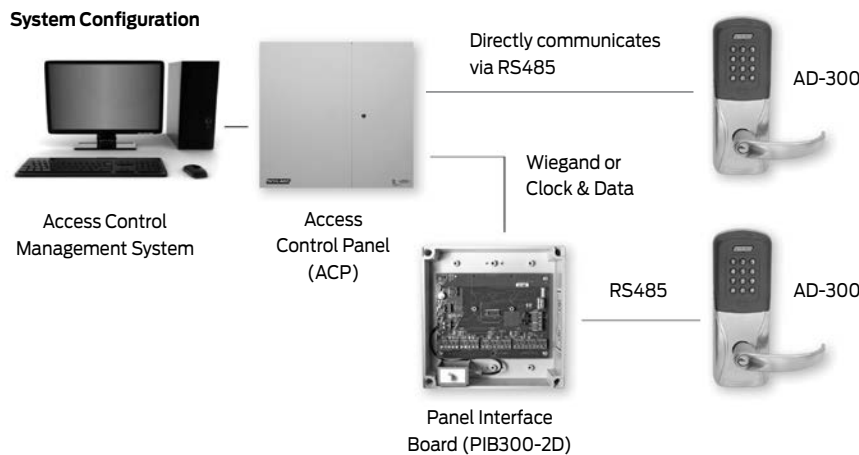 System Configuration
Directly communicates
via RS485
AD-300
Wiegand or
Clock & Data
Access Control
Management System
Access
Control Panel
(ACP)
RS485
AD-300
Panel Interface
Board (PIB300-2D)